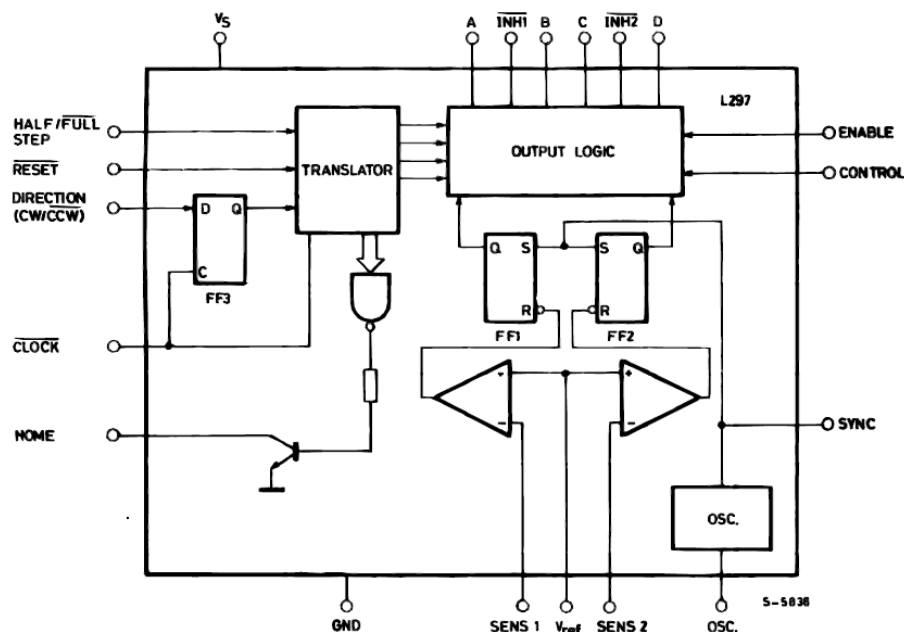 VS
A INH1 B C INH2 D
L297
HALF/FULL
STEP
RESET
DIRECTION
(CW/CCW)
CLOCK
HOME
TRANSLATOR
OUTPUT LOGIC
ENABLE
CONTROL
D Q
C
FF3
Q S
R
FF1
S Q
R
FF2
-
-
+
-
SYNC
OSC.
S-5836
GND
SENS 1
Vref
SENS 2
OSC.